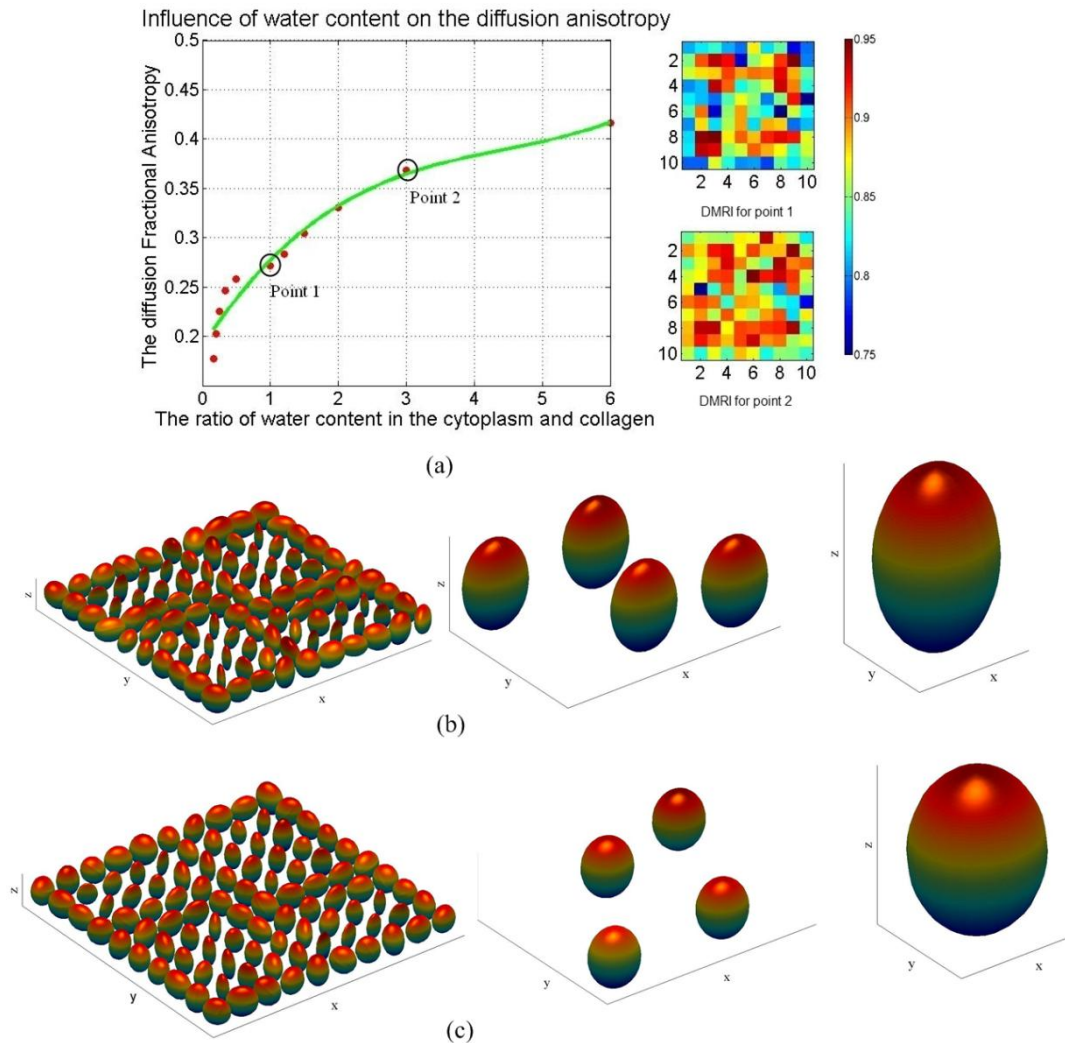 Influence of water content on the diffusion anisotropy
The diffusion Fractional Anisotropy
0.5
0.45
0.4
0.35
0.3
0.25
0.2
Point 2
Point 1
0 1 2 3 4 5 6
The ratio of water content in the cytoplasm and collagen
2
4
6
8
10
2 4 6 8 10
DMRI for point 1
2
4
6
8
10
2 4 6 8 10
DMRI for point 2
0.95
0.9
0.85
0.8
0.75
(a)
z
y
x
z
y
x
z
y
x
(b)
z
y
x
y
x
z
y
x
(c)